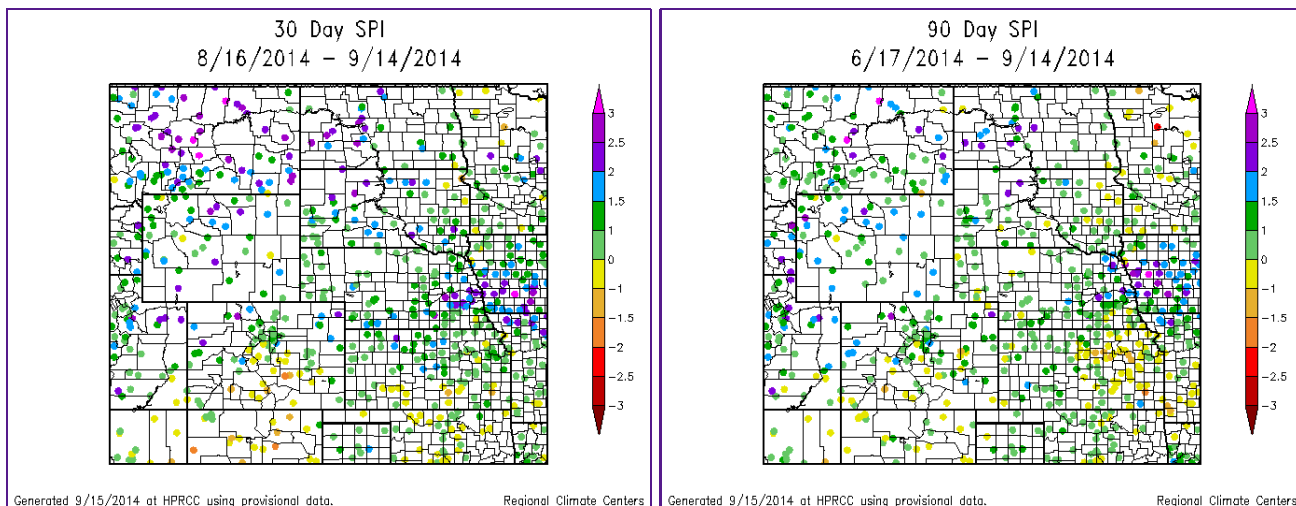 30 Day SPI
8/16/2014 - 9/14/2014
3
2.5
2
1.5
1
0
-1
-1.5
-2
-2.5
-3
Generated 9/15/2014 at HPRCC using provisional data.
Regional Climate Centers
90 Day SPI
6/17/2014 - 9/14/2014
3
2.5
2
1.5
1
0
-1
-1.5
-2
-2.5
-3
Generated 9/15/2014 at HPRCC using provisional data.
Regional Climate Centers